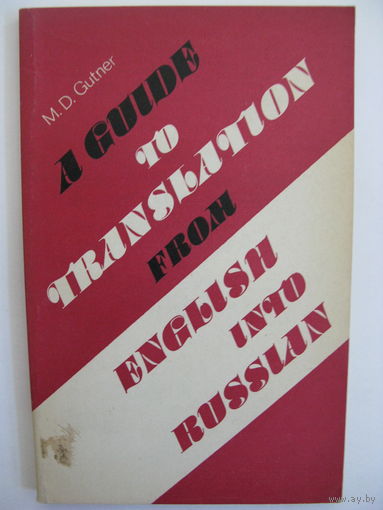 M. D. Gutner
A GUIDE
TO
TRANSLATION
FROM
ENGLISH
INTO
RUSSIAN
www.ay.by